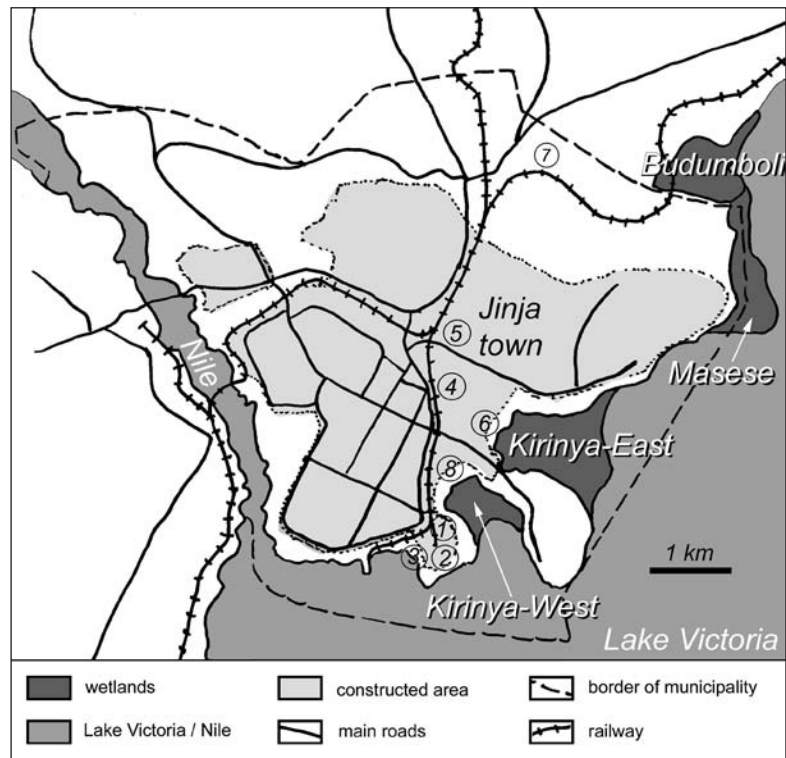 7
Budumboli
Jinja
town
5
Nile
4
Masese
6
Kirinya-East
8
1
3
2
1 km
Kirinya-West
Lake Victoria
wetlands
constructed area
border of municipality
Lake Victoria / Nile
main roads
railway